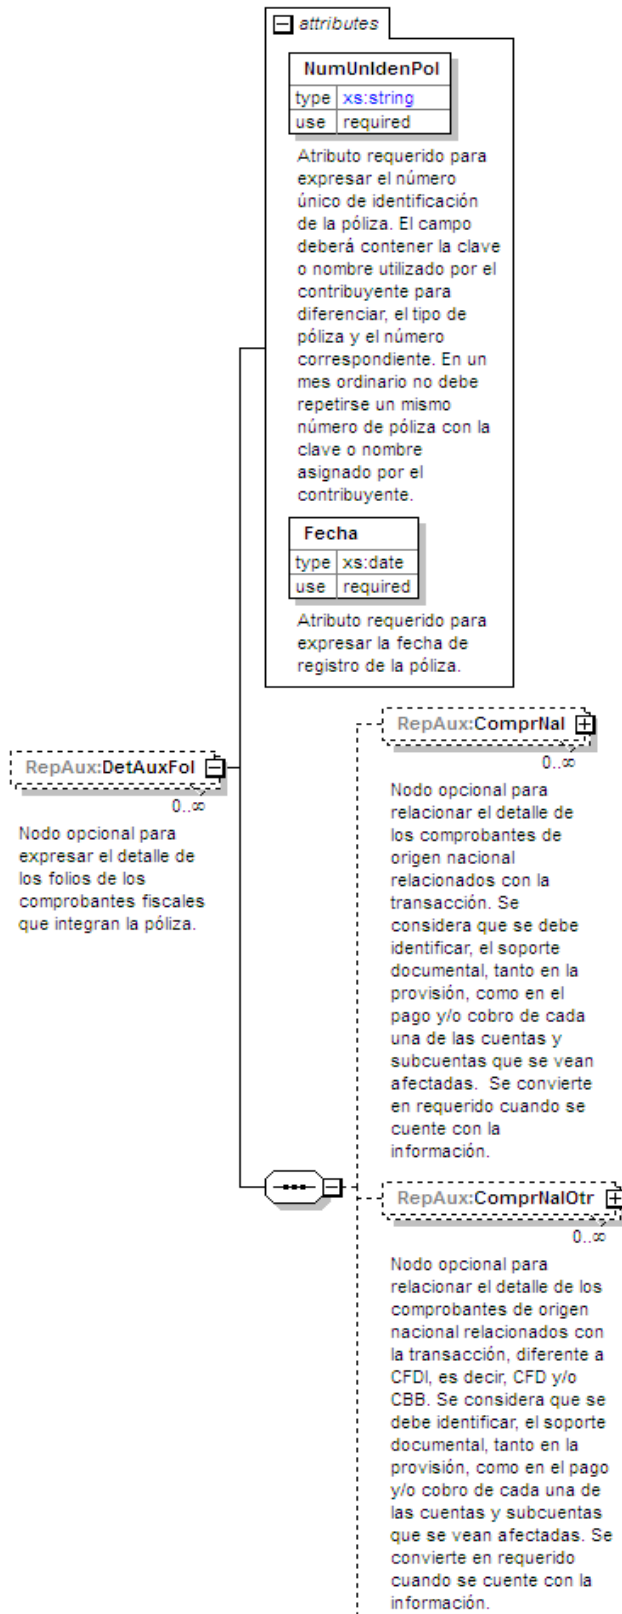 attributes
NumUnIdenPol
type xs:string
use required
Atributo requerido para
expresar el número
único de identificación
de la póliza. El campo
deberá contener la clave
o nombre utilizado por el
contribuyente para
diferenciar, el tipo de
póliza y el número
correspondiente. En un
mes ordinario no debe
repetirse un mismo
número de póliza con la
clave o nombre
asignado por el
contribuyente.
Fecha
type xs:date
use required
Atributo requerido para
expresar la fecha de
registro de la póliza.
RepAux:DetAuxFol
0..∞
Nodo opcional para
expresar el detalle de
los folios de los
comprobantes fiscales
que integran la póliza.
RepAux:ComprNal
0..∞
Nodo opcional para
relacionar el detalle de
los comprobantes de
origen nacional
relacionados con la
transacción. Se
considera que se debe
identificar, el soporte
documental, tanto en la
provisión, como en el
pago y/o cobro de cada
una de las cuentas y
subcuentas que se vean
afectadas. Se convierte
en requerido cuando se
cuente con la
información.
RepAux:ComprNalOtr
0..∞
Nodo opcional para
relacionar el detalle de los
comprobantes de origen
nacional relacionados con
la transacción, diferente a
CFDI, es decir, CFD y/o
CBB. Se considera que se
debe identificar, el soporte
documental, tanto en la
provisión, como en el pago
y/o cobro de cada una de
las cuentas y subcuentas
que se vean afectadas. Se
convierte en requerido
cuando se cuente con la
información.